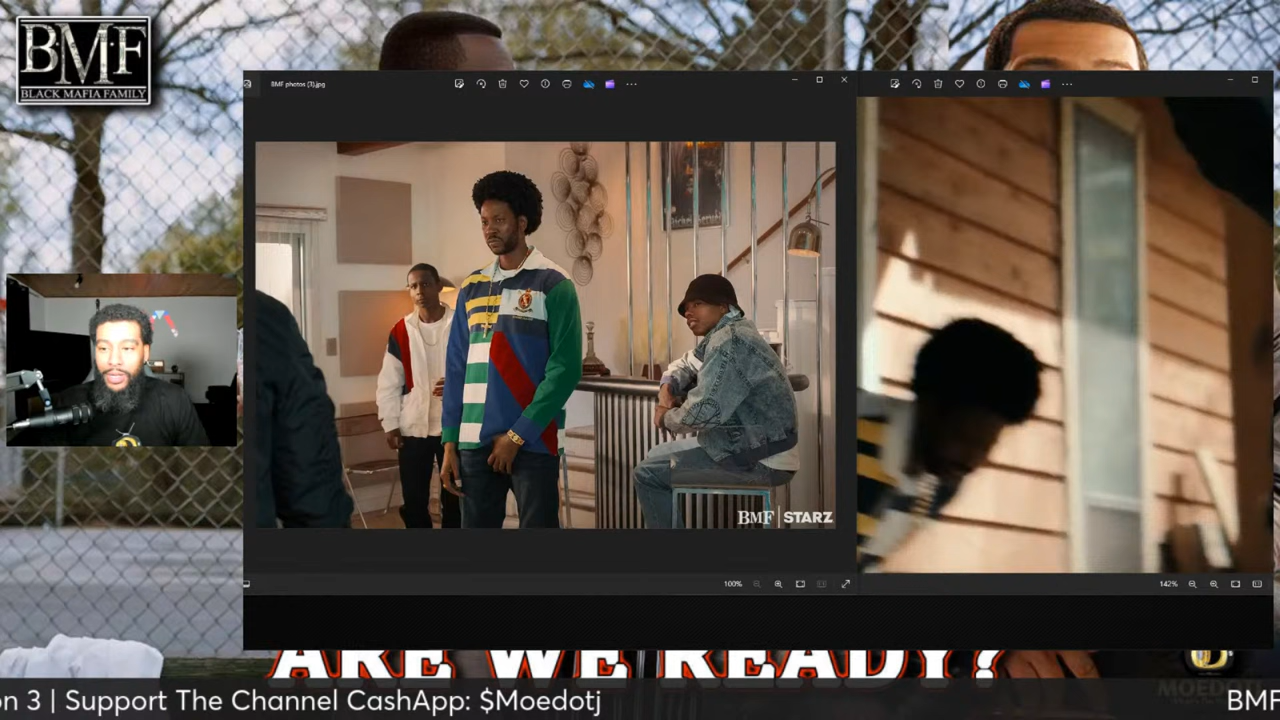 BMF
BLACK MAFIA FAMILY
BMF photos (3).jpg
BMF | STARZ
100%
142%
ARE WE READY?
on 3 | Support The Channel CashApp: $Moedotj
BMF